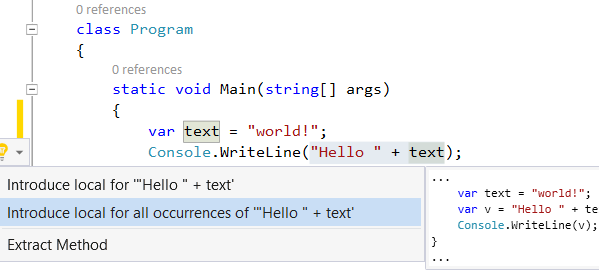 0 references
class Program
{
0 references
static void Main(string[] args)
{
var text = "world!";
Console.WriteLine("Hello " + text);
Introduce local for '"Hello " + text'
Introduce local for all occurrences of '"Hello " + text'
Extract Method
...
var text = "world!";
var v = "Hello " + te
Console.WriteLine(v);
}
...